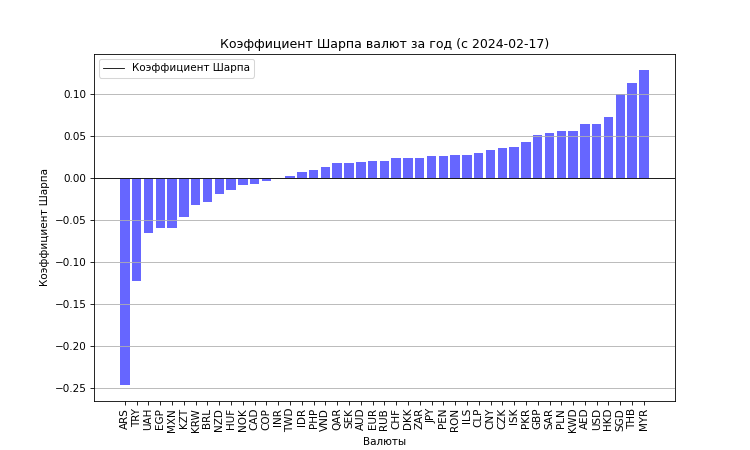 Коэффициент Шарпа валют за год (с 2024-02-17)
Коэффициент Шарпа
0.10
0.05
0.00
−0.05
−0.10
−0.15
−0.20
−0.25
Коэффициент Шарпа
ARS TRY UAH EGP MXN KZT KRW BRL NZD HUF NOK CAD COP INR TWD IDR PHP VND QAR SEK AUD EUR RUB CHF DKK ZAR JPY PEN RON ILS CLP CNY CZK ISK PKR GBP SAR PLN KWD AED USD HKD SGD THB MYR
Валюты